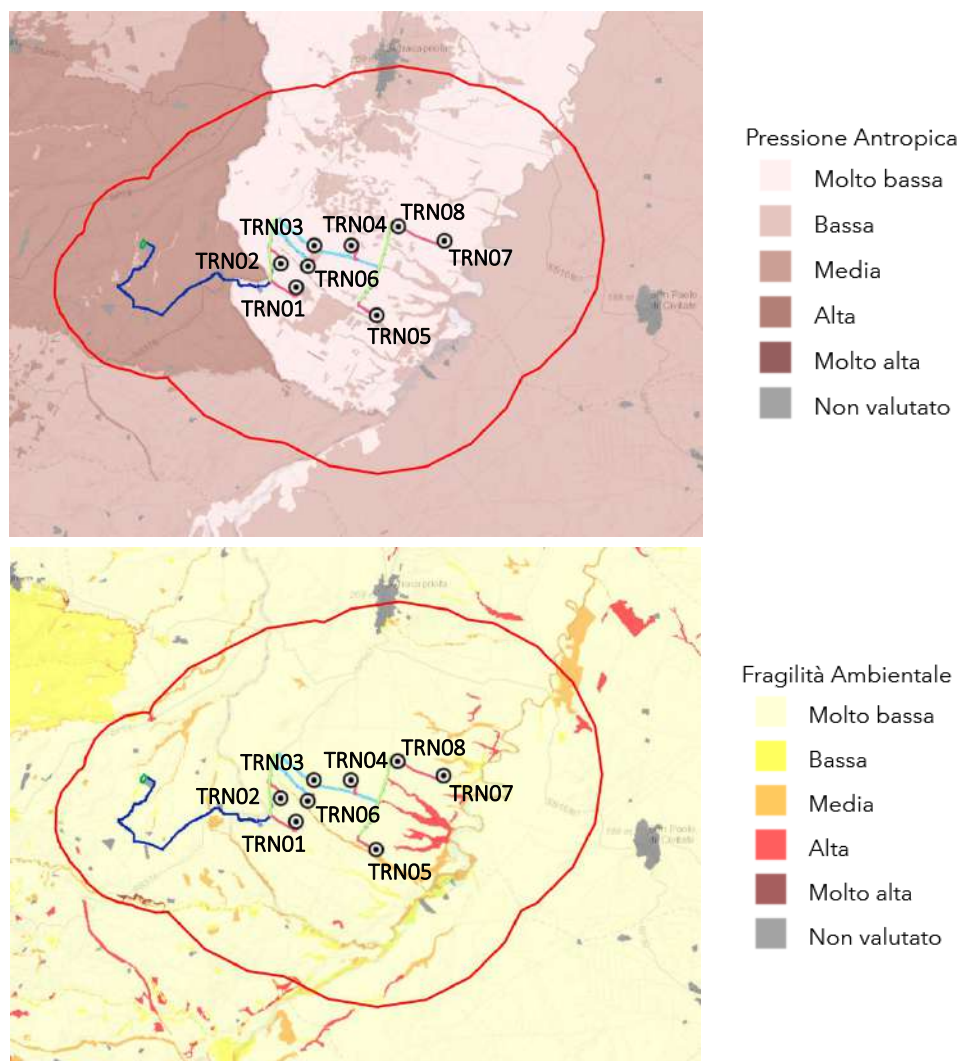 Pressione Antropica
Molto bassa
Bassa
Media
Alta
Molto alta
Non valutato
TRN08
TRN03
TRN04
TRN07
TRN02
TRN06
TRN01
TRN05
Fragilità Ambientale
Molto bassa
Bassa
Media
Alta
Molto alta
Non valutato
TRN08
TRN03
TRN04
TRN07
TRN02
TRN06
TRN01
TRN05